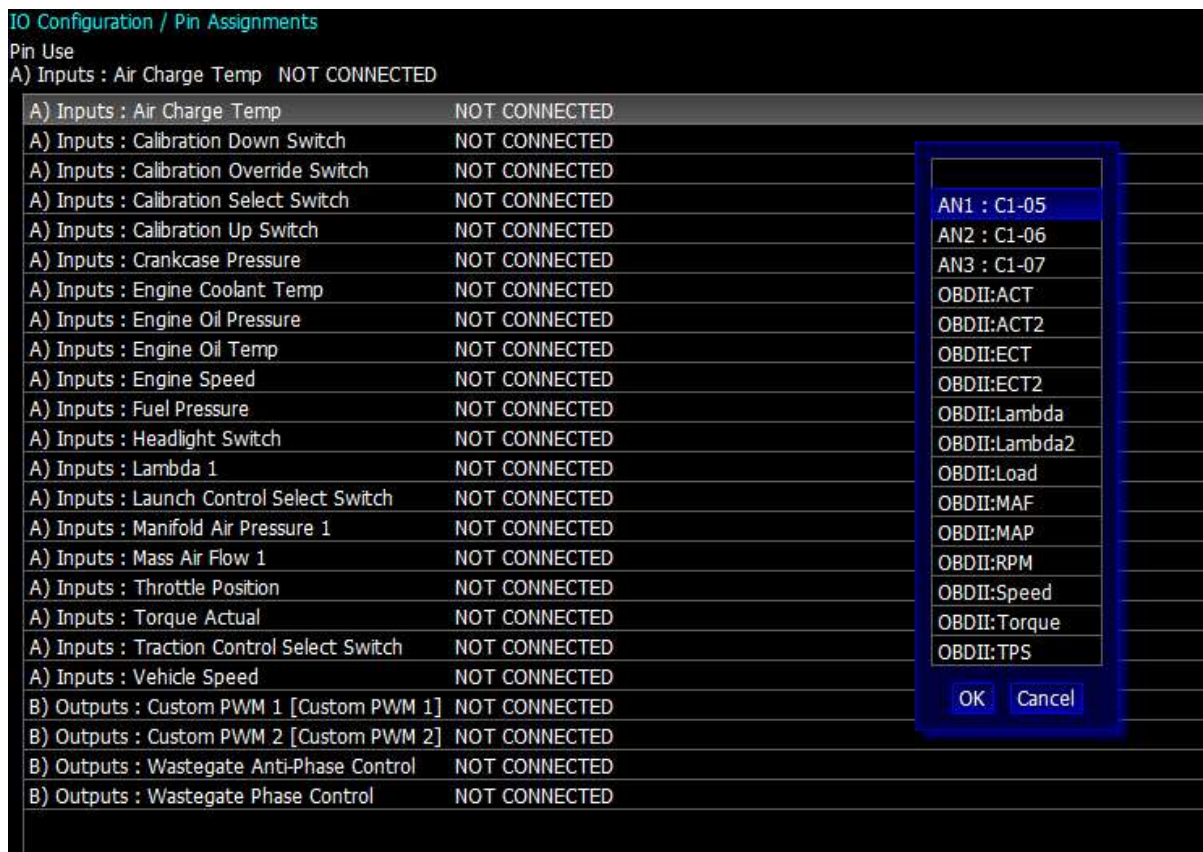 IO Configuration / Pin Assignments
Pin Use
A) Inputs : Air Charge Temp NOT CONNECTED
A) Inputs : Air Charge Temp NOT CONNECTED
A) Inputs : Calibration Down Switch NOT CONNECTED
A) Inputs : Calibration Override Switch NOT CONNECTED
A) Inputs : Calibration Select Switch NOT CONNECTED
A) Inputs : Calibration Up Switch NOT CONNECTED
A) Inputs : Crankcase Pressure NOT CONNECTED
A) Inputs : Engine Coolant Temp NOT CONNECTED
A) Inputs : Engine Oil Pressure NOT CONNECTED
A) Inputs : Engine Oil Temp NOT CONNECTED
A) Inputs : Engine Speed NOT CONNECTED
A) Inputs : Fuel Pressure NOT CONNECTED
A) Inputs : Headlight Switch NOT CONNECTED
A) Inputs : Lambda 1 NOT CONNECTED
A) Inputs : Launch Control Select Switch NOT CONNECTED
A) Inputs : Manifold Air Pressure 1 NOT CONNECTED
A) Inputs : Mass Air Flow 1 NOT CONNECTED
A) Inputs : Throttle Position NOT CONNECTED
A) Inputs : Torque Actual NOT CONNECTED
A) Inputs : Traction Control Select Switch NOT CONNECTED
A) Inputs : Vehicle Speed NOT CONNECTED
B) Outputs : Custom PWM 1 [Custom PWM 1] NOT CONNECTED
B) Outputs : Custom PWM 2 [Custom PWM 2] NOT CONNECTED
B) Outputs : Wastegate Anti-Phase Control NOT CONNECTED
B) Outputs : Wastegate Phase Control NOT CONNECTED
AN1 : C1-05
AN2 : C1-06
AN3 : C1-07
OBDII:ACT
OBDII:ACT2
OBDII:ECT
OBDII:ECT2
OBDII:Lambda
OBDII:Lambda2
OBDII:Load
OBDII:MAF
OBDII:MAP
OBDII:RPM
OBDII:Speed
OBDII:Torque
OBDII:TPS
OK Cancel